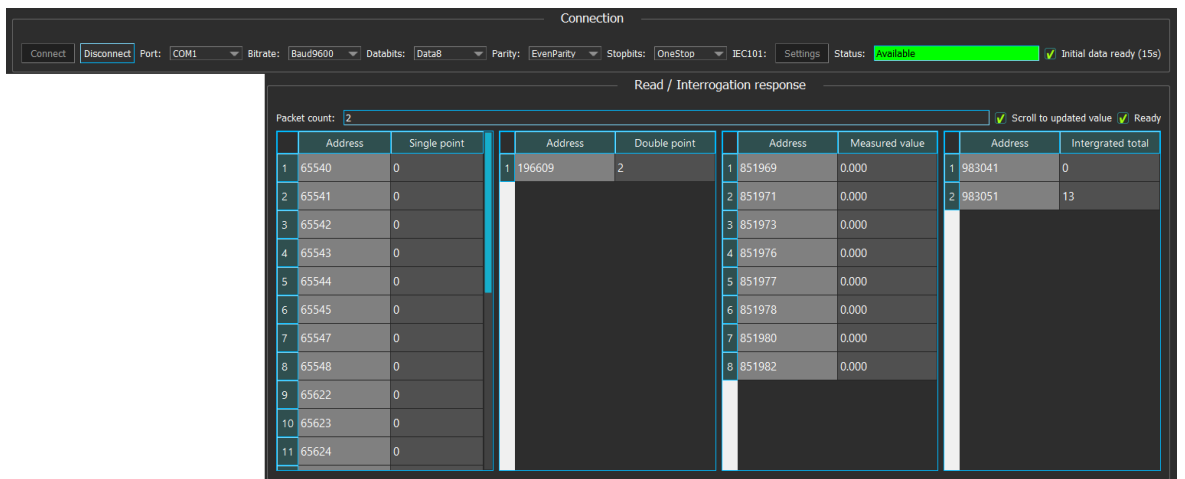 Connection
Connect Disconnect Port: COM1 Bitrate: Baud9600 Databits: Data8 Parity: EvenParity Stopbits: OneStop IEC101: Settings Status: Available Initial data ready (15s)
Read / Interrogation response
Packet count: 2 Scroll to updated value Ready
Address Single point Address Double point Address Measured value Address Intergrated total
1 65540 0 1 196609 2 1 851969 0.000 1 983041 0
2 65541 0 2 851971 0.000 2 983051 13
3 65542 0 3 851973 0.000
4 65543 0 4 851976 0.000
5 65544 0 5 851977 0.000
6 65545 0 6 851978 0.000
7 65547 0 7 851980 0.000
8 65548 0 8 851982 0.000
9 65622 0
10 65623 0
11 65624 0